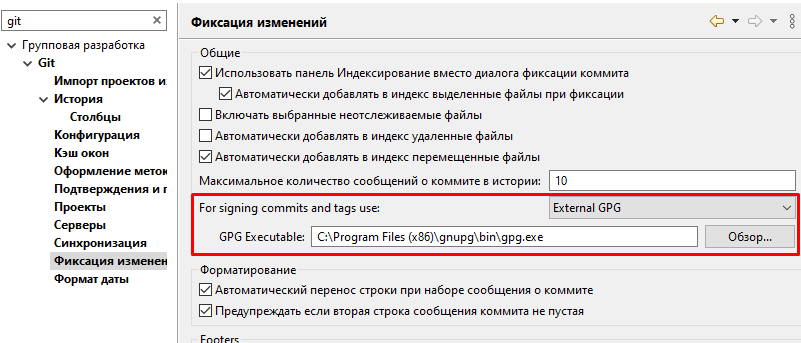 git
Групповая разработка
Git
Импорт проектов и
История
Столбцы
Конфигурация
Кэш окон
Оформление меток
Подтверждения и п
Проекты
Серверы
Синхронизация
Фиксация изменен
Формат даты
Фиксация изменений
Общие
Использовать панель Индексирование вместо диалога фиксации коммита
Автоматически добавлять в индекс выделенные файлы при фиксации
Включать выбранные неотслеживаемые файлы
Автоматически добавлять в индекс удаленные файлы
Автоматически добавлять в индекс перемещенные файлы
Максимальное количество сообщений о коммите в истории: 10
For signing commits and tags use: External GPG
GPG Executable: C:\Program Files (x86)\gnupg\bin\gpg.exe Обзор...
Форматирование
Автоматический перенос строки при наборе сообщения о коммите
Предупреждать если вторая строка сообщения коммита не пустая
Footers